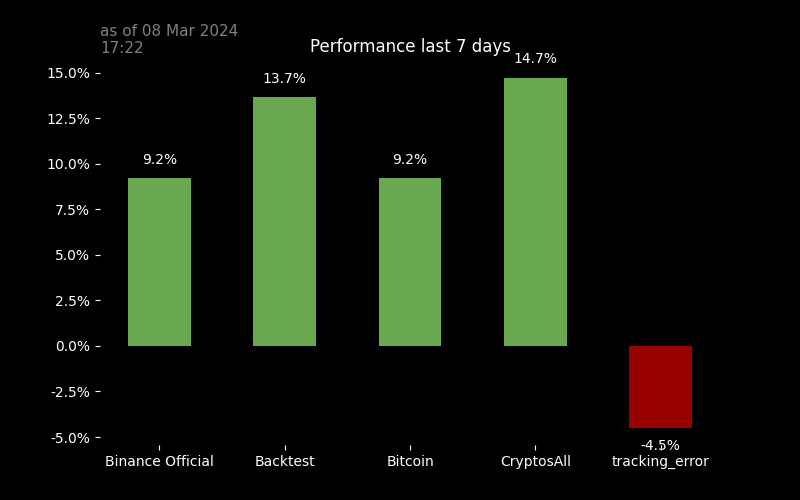 as of 08 Mar 2024
17:22
Performance last 7 days
15.0%
12.5%
10.0%
7.5%
5.0%
2.5%
0.0%
-2.5%
-5.0%
9.2%
13.7%
9.2%
14.7%
-4.5%
Binance Official
Backtest
Bitcoin
CryptosAll
tracking_error